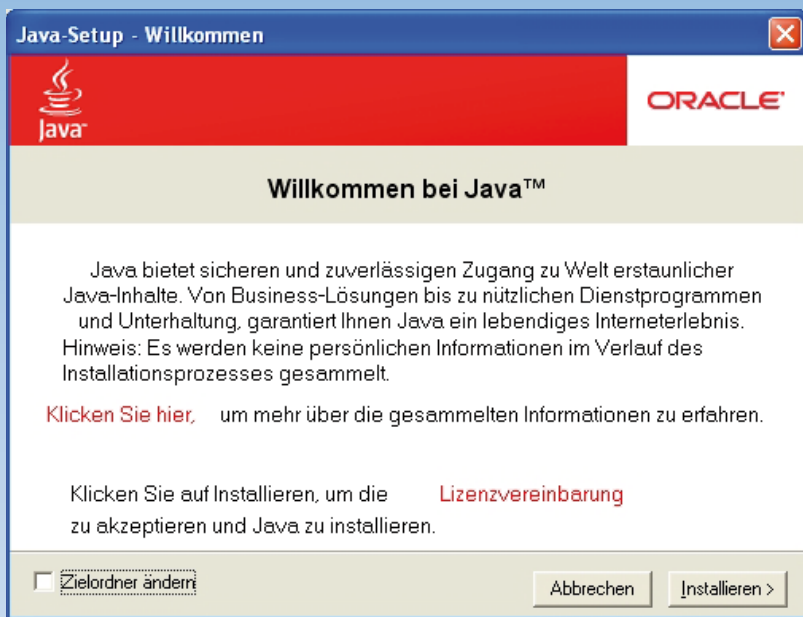 Java-Setup - Willkommen
Java™
ORACLE®
Willkommen bei Java™
Java bietet sicheren und zuverlässigen Zugang zu Welt erstaunlicher
Java-Inhalte. Von Business-Lösungen bis zu nützlichen Dienstprogrammen
und Unterhaltung, garantiert Ihnen Java ein lebendiges Interneterlebnis.
Hinweis: Es werden keine persönlichen Informationen im Verlauf des
Installationsprozesses gesammelt.
Klicken Sie hier, um mehr über die gesammelten Informationen zu erfahren.
Klicken Sie auf Installieren, um die Lizenzvereinbarung
zu akzeptieren und Java zu installieren.
Zielordner ändern
Abbrechen
Installieren >